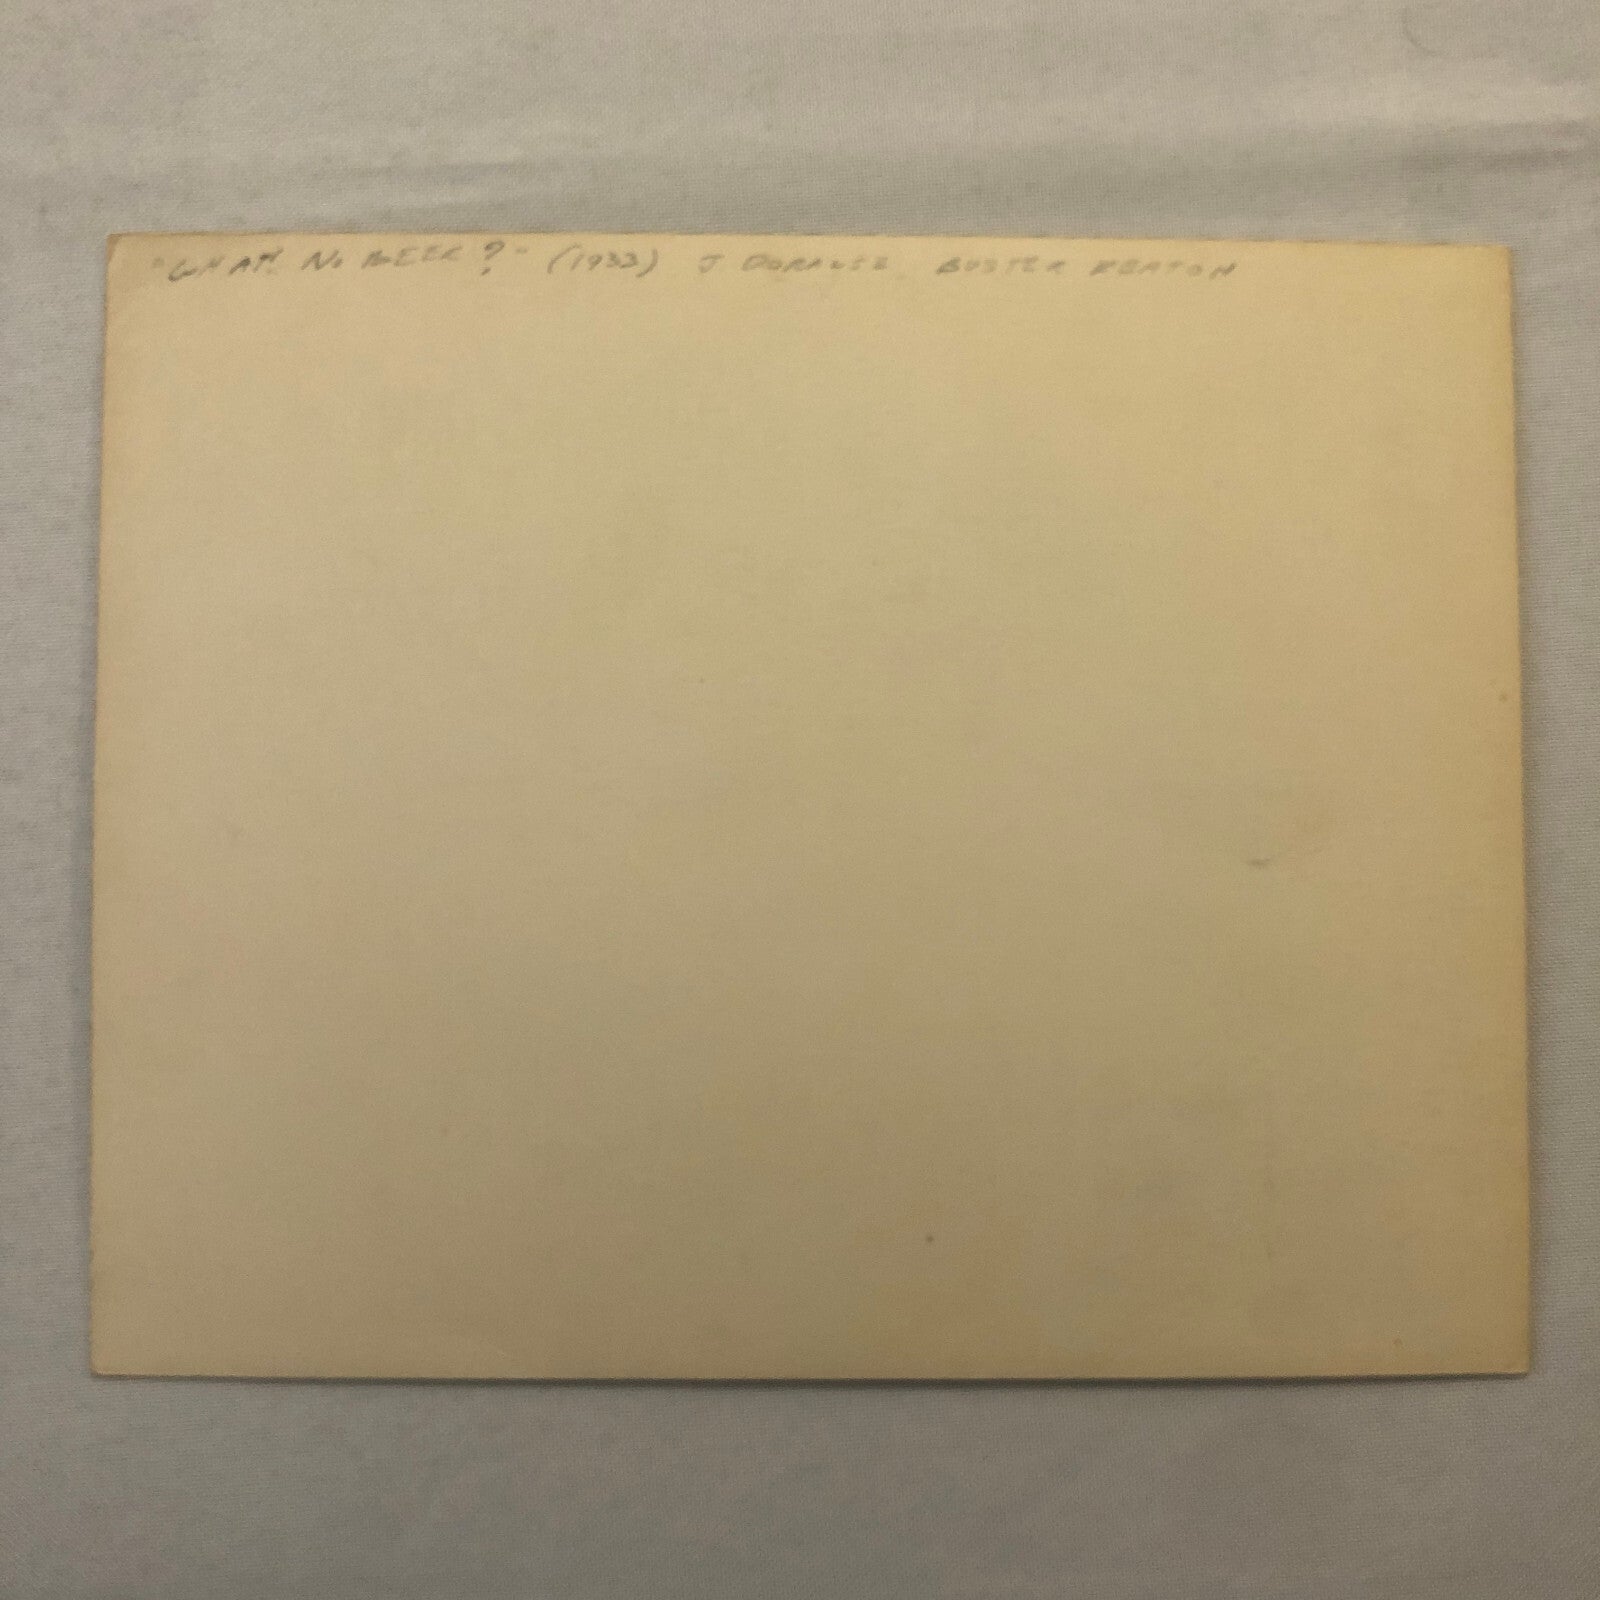 "WHAT! NO BEER?" (1933) J DURANTE BUSTER KEATON